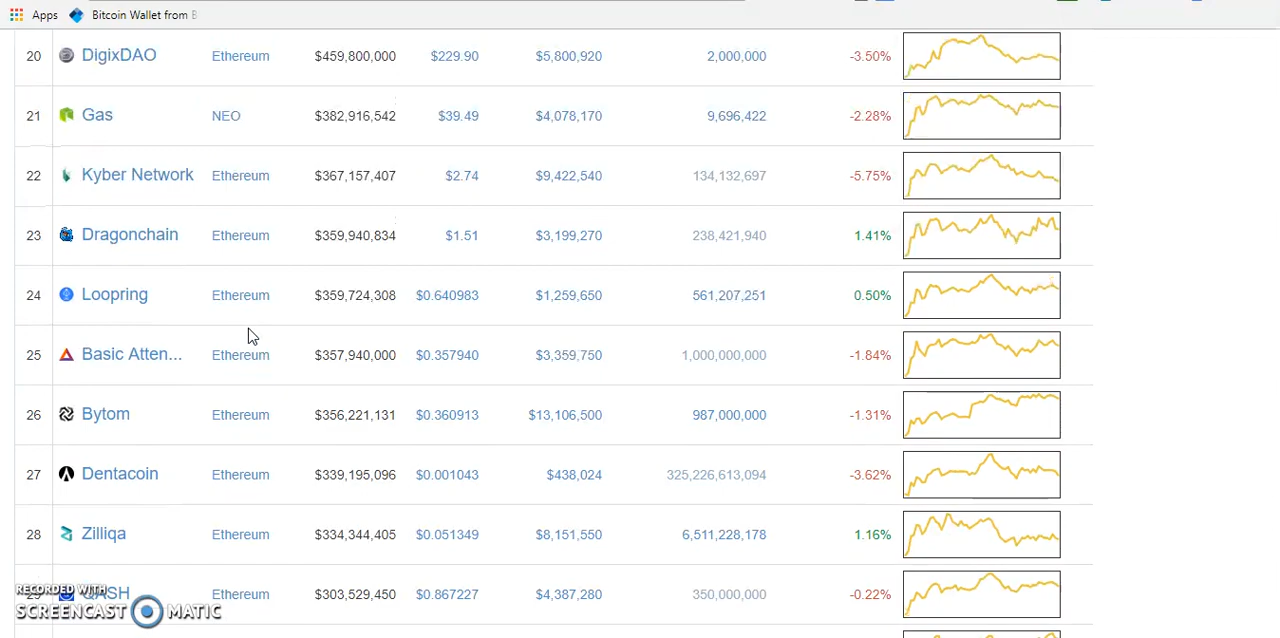 Apps Bitcoin Wallet from
20 DigixDAO Ethereum $459,800,000 $229.90 $5,800,920 2,000,000 -3.50%
21 Gas NEO $382,916,542 $39.49 $4,078,170 9,696,422 -2.28%
22 Kyber Network Ethereum $367,157,407 $2.74 $9,422,540 134,132,697 -5.75%
23 Dragonchain Ethereum $359,940,834 $1.51 $3,199,270 238,421,940 1.41%
24 Loopring Ethereum $359,724,308 $0.640983 $1,259,650 561,207,251 0.50%
25 Basic Atten... Ethereum $357,940,000 $0.357940 $3,359,750 1,000,000,000 -1.84%
26 Bytom Ethereum $356,221,131 $0.360913 $13,106,500 987,000,000 -1.31%
27 Dentacoin Ethereum $339,195,096 $0.001043 $438,024 325,226,613,094 -3.62%
28 Zilliqa Ethereum $334,344,405 $0.051349 $8,151,550 6,511,228,178 1.16%
29 QASH Ethereum $303,529,450 $0.867227 $4,387,280 350,000,000 -0.22%
RECORDED WITH
SCREENCAST MATIC